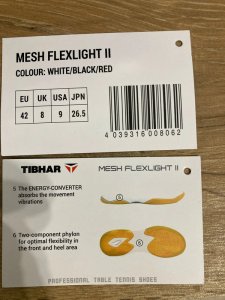 MESH FLEXLIGHT II
COLOUR: WHITE/BLACK/RED
EU UK USA JPN
42 8 9 26.5
4 039316 008062
TIBHAR MESH FLEXLIGHT II
5 The ENERGY-CONVERTER
absorbs the movement
vibrations
5
6 Two-component phylon
for optimal flexibility in
the front and heel area
6
PROFESSIONAL TABLE TENNIS SHOES